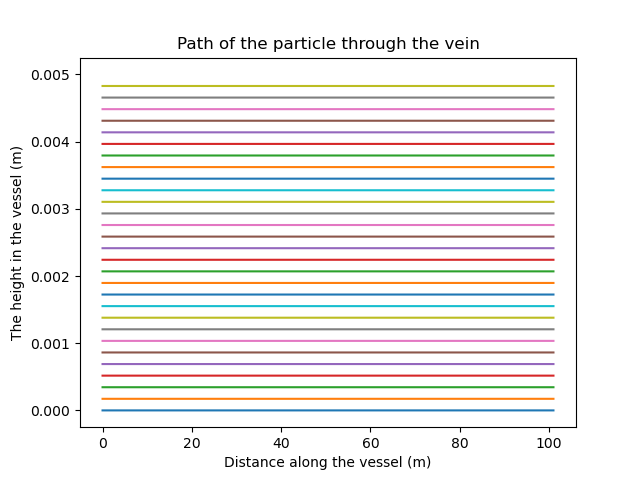 Path of the particle through the vein
0.005
0.004
0.003
0.002
0.001
0.000
The height in the vessel (m)
0 20 40 60 80 100
Distance along the vessel (m)